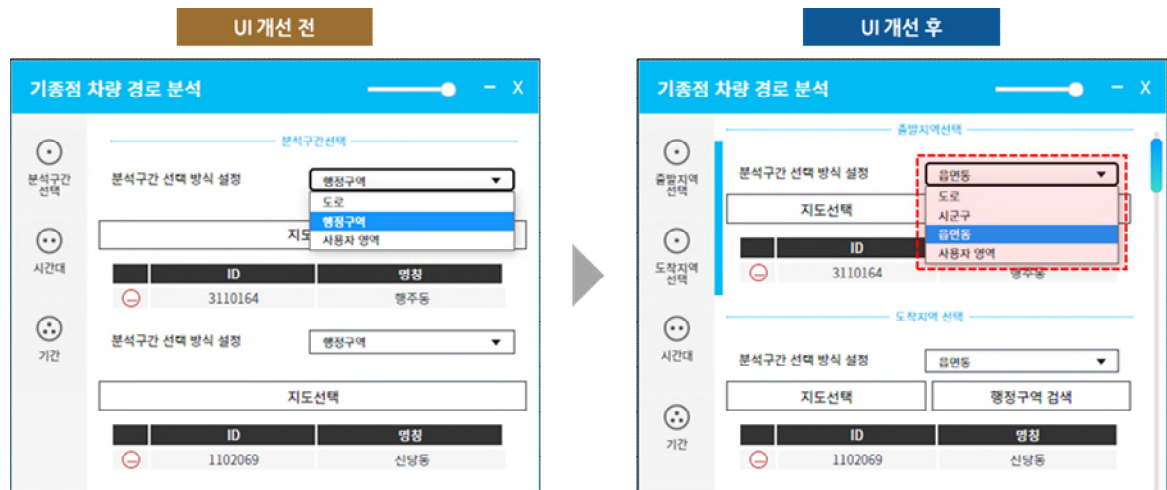 UI 개선 전
기종점 차량 경로 분석
– X
분석구간
선택
시간대
기간
분석구간선택
분석구간 선택 방식 설정
행정구역
도로
행정구역
사용자 영역
지도
ID 명칭
3110164 행주동
분석구간 선택 방식 설정
행정구역
지도선택
ID 명칭
1102069 신당동
UI 개선 후
기종점 차량 경로 분석
– X
출발지역
선택
도착지역
선택
시간대
기간
출발지역선택
분석구간 선택 방식 설정
읍면동
도로
시군구
읍면동
사용자 영역
지도선택
ID
3110164 행주동
도착지역 선택
분석구간 선택 방식 설정
읍면동
지도선택 행정구역 검색
ID 명칭
1102069 신당동